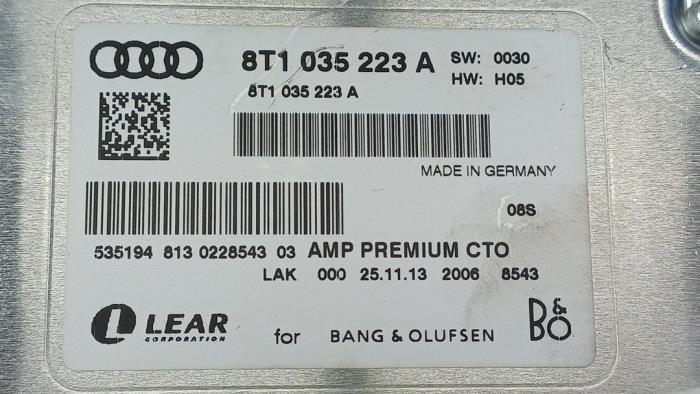 8T1 035 223 A SW: 0030
8T1 035 223 A HW: H05
MADE IN GERMANY
08S
535194 813 0228543 03 AMP PREMIUM CTO
LAK 000 25.11.13 2006 8543
LEAR
CORPORATION
for BANG & OLUFSEN B&O